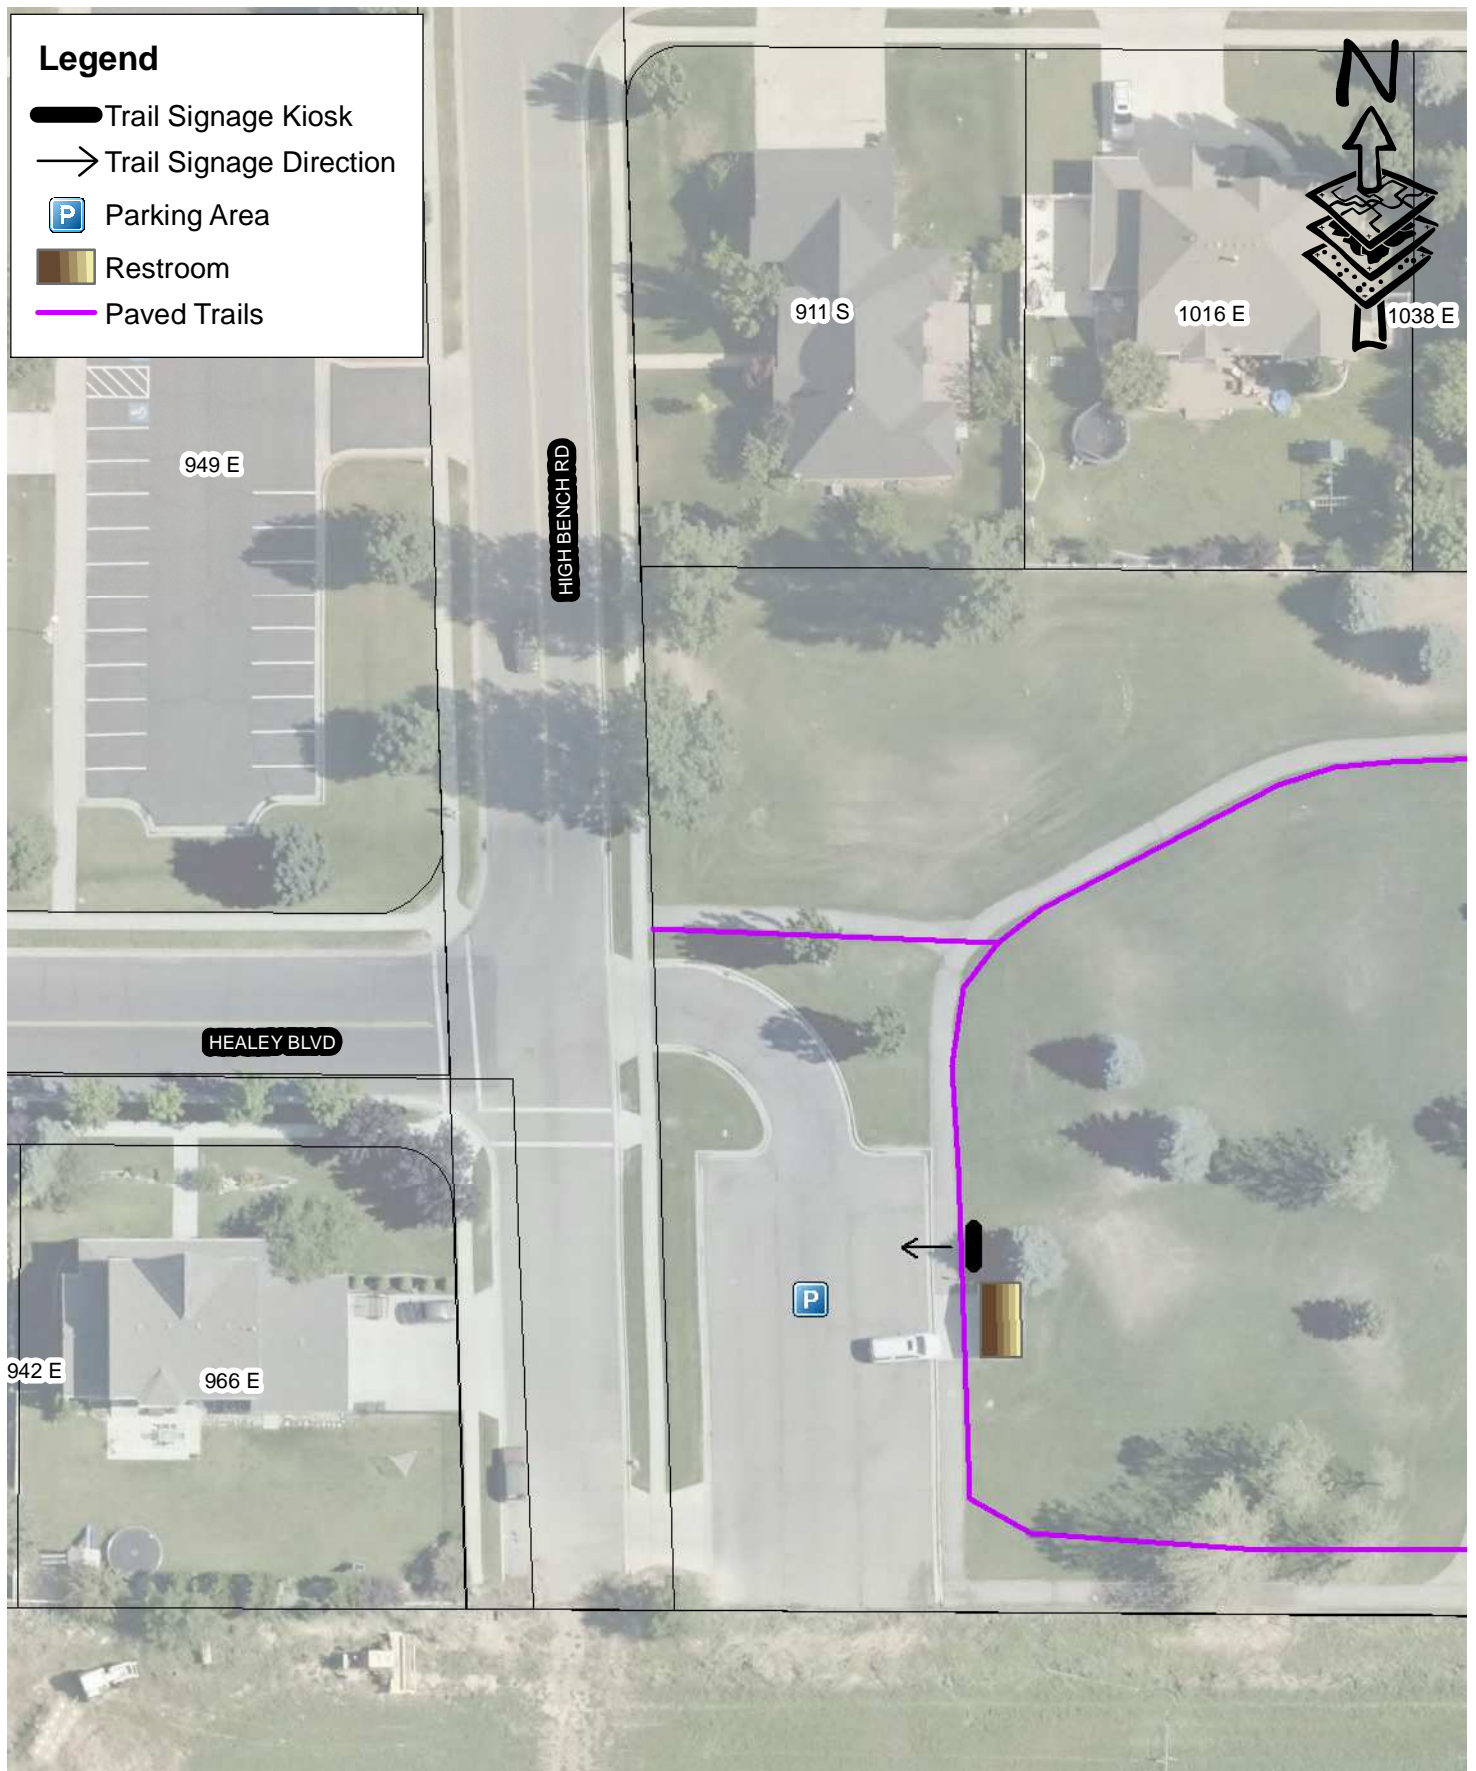 Legend
Trail Signage Kiosk
Trail Signage Direction
P Parking Area
Restroom
Paved Trails
N
911 S
1016 E
1038 E
949 E
HIGH BENCH RD
HEALEY BLVD
P
942 E
966 E